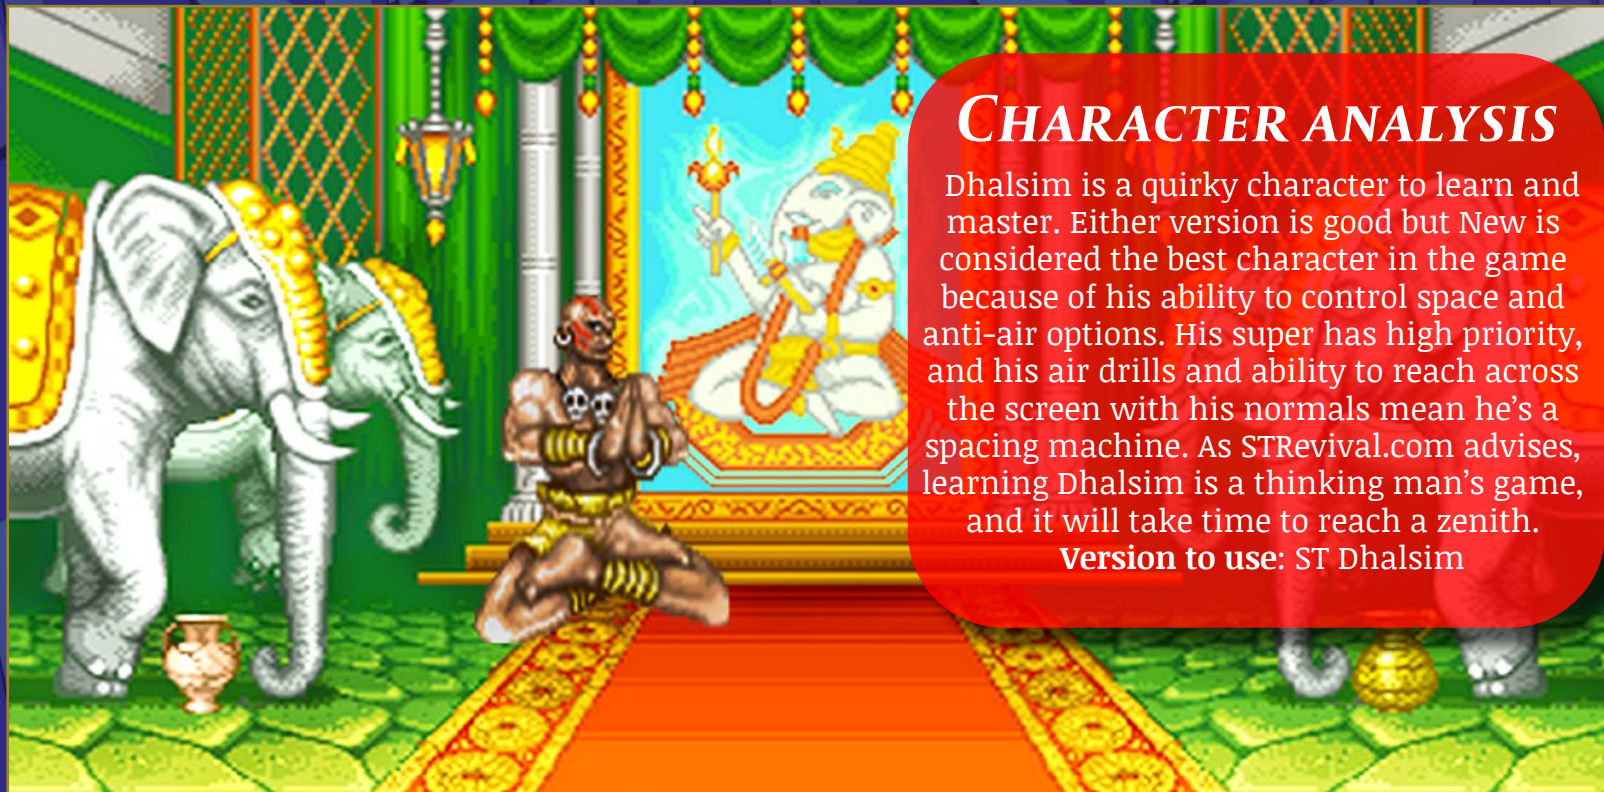 CHARACTER ANALYSIS
Dhalsim is a quirky character to learn and
master. Either version is good but New is
considered the best character in the game
because of his ability to control space and
anti-air options. His super has high priority,
and his air drills and ability to reach across
the screen with his normals mean he’s a
spacing machine. As STRevival.com advises,
learning Dhalsim is a thinking man’s game,
and it will take time to reach a zenith.
Version to use: ST Dhalsim